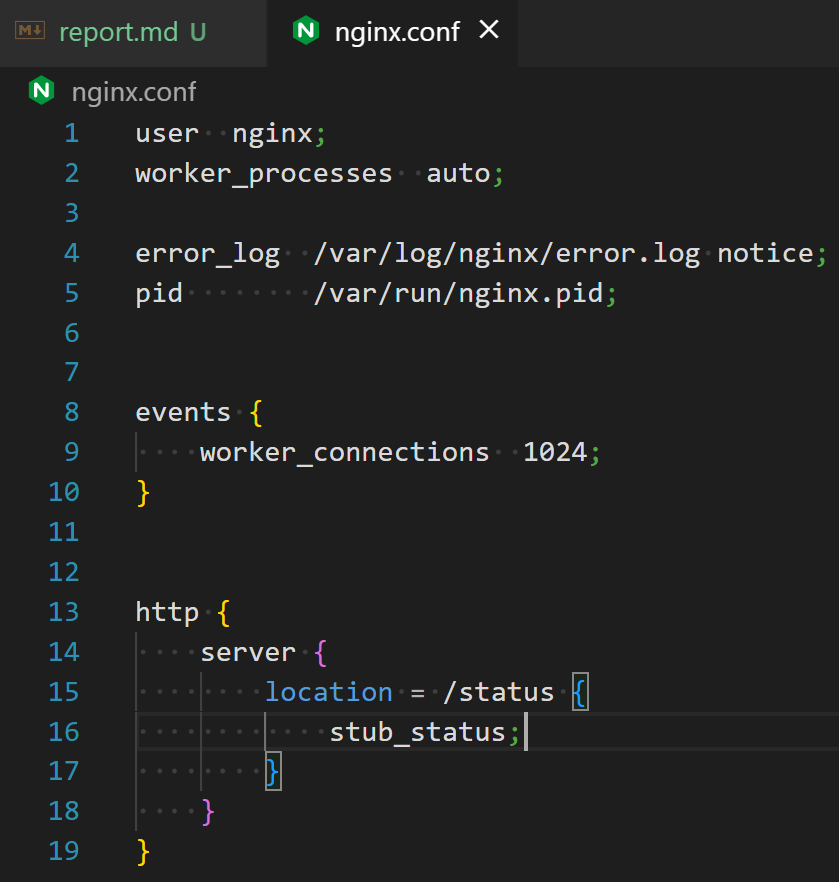 M↓ report.md U
N nginx.conf ×
N nginx.conf
1 user  nginx;
2 worker_processes  auto;
3
4 error_log  /var/log/nginx/error.log notice;
5 pid        /var/run/nginx.pid;
6
7
8 events {
9     worker_connections  1024;
10 }
11
12
13 http {
14     server {
15         location = /status {
16             stub_status;
17         }
18     }
19 }